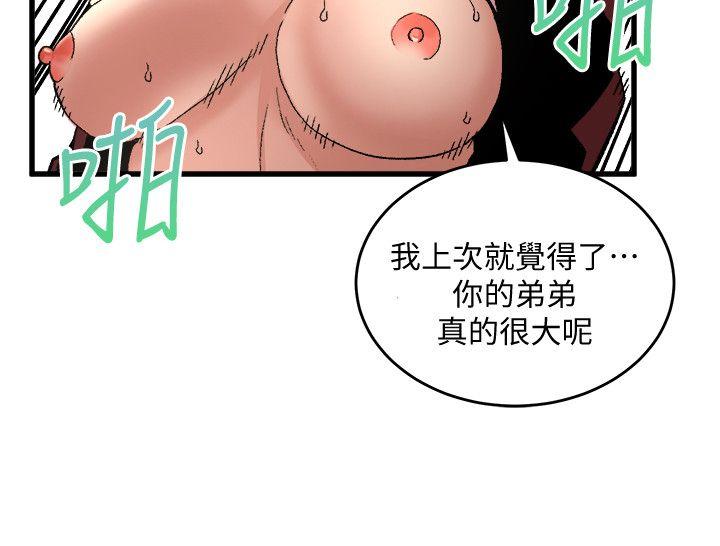 啪
啪
我上次就覺得了…
你的弟弟
真的很大呢